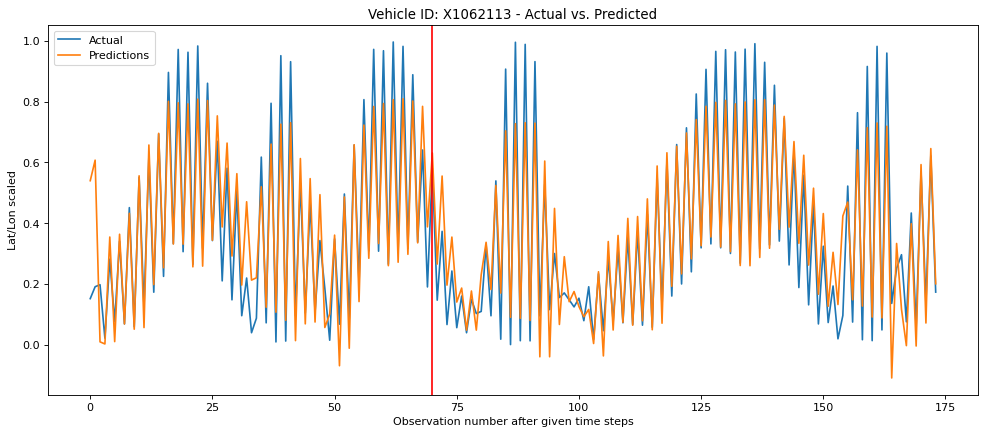 Vehicle ID: X1062113 - Actual vs. Predicted
Actual
Predictions
Lat/Lon scaled
1.0
0.8
0.6
0.4
0.2
0.0
0 25 50 75 100 125 150 175
Observation number after given time steps